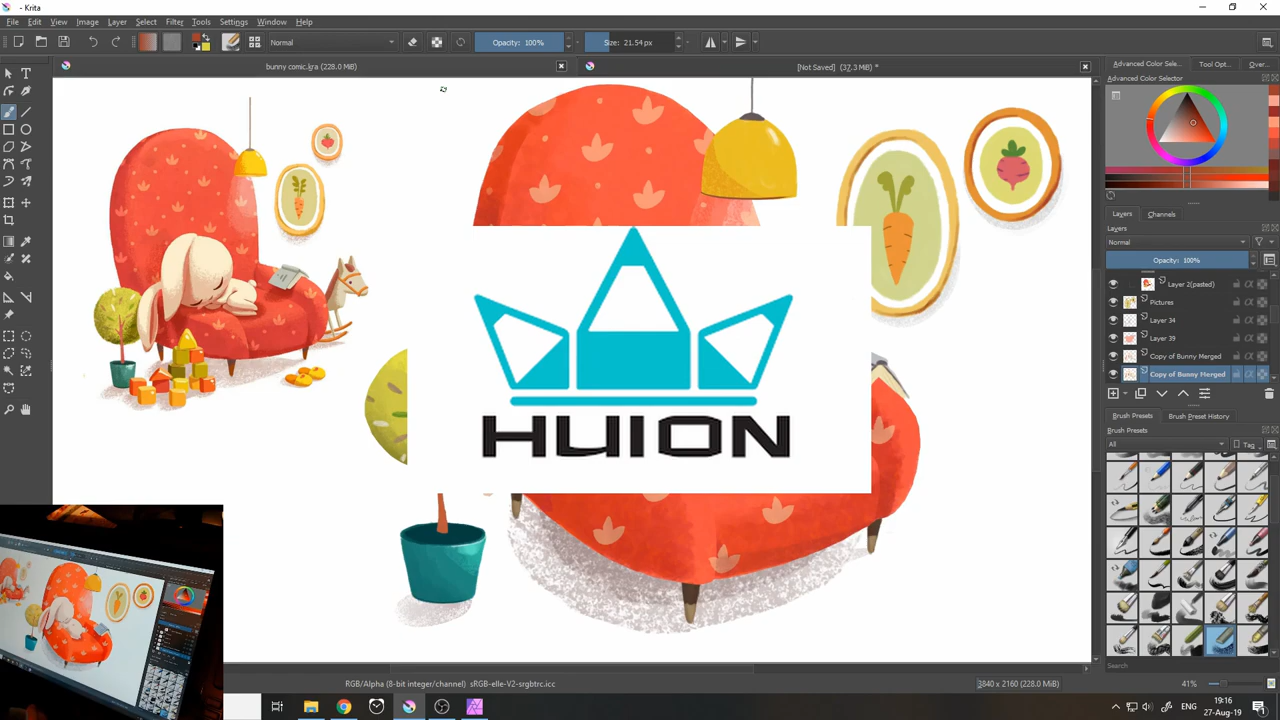 - Krita
File Edit View Image Layer Select Filter Tools Settings Window Help
Normal
Opacity: 100%
Size: 21.54 px
bunny comic.kra (228.0 MiB)
[Not Saved] (37.3 MiB) *
Advanced Color Sele...
Tool Opt...
Over...
Advanced Color Selector
Layers
Channels
Layers
Normal
Opacity: 100%
Layer 2(pasted)
Pictures
Layer 34
Layer 39
Copy of Bunny Merged
Copy of Bunny Merged
Brush Presets
Brush Preset History
Brush Presets
All
Tag
Search
HUION
RGB/Alpha (8-bit integer/channel) sRGB-elle-V2-srgbtrc.icc
3840 x 2160 (228.0 MiB)
41%
19:16
27-Aug-19